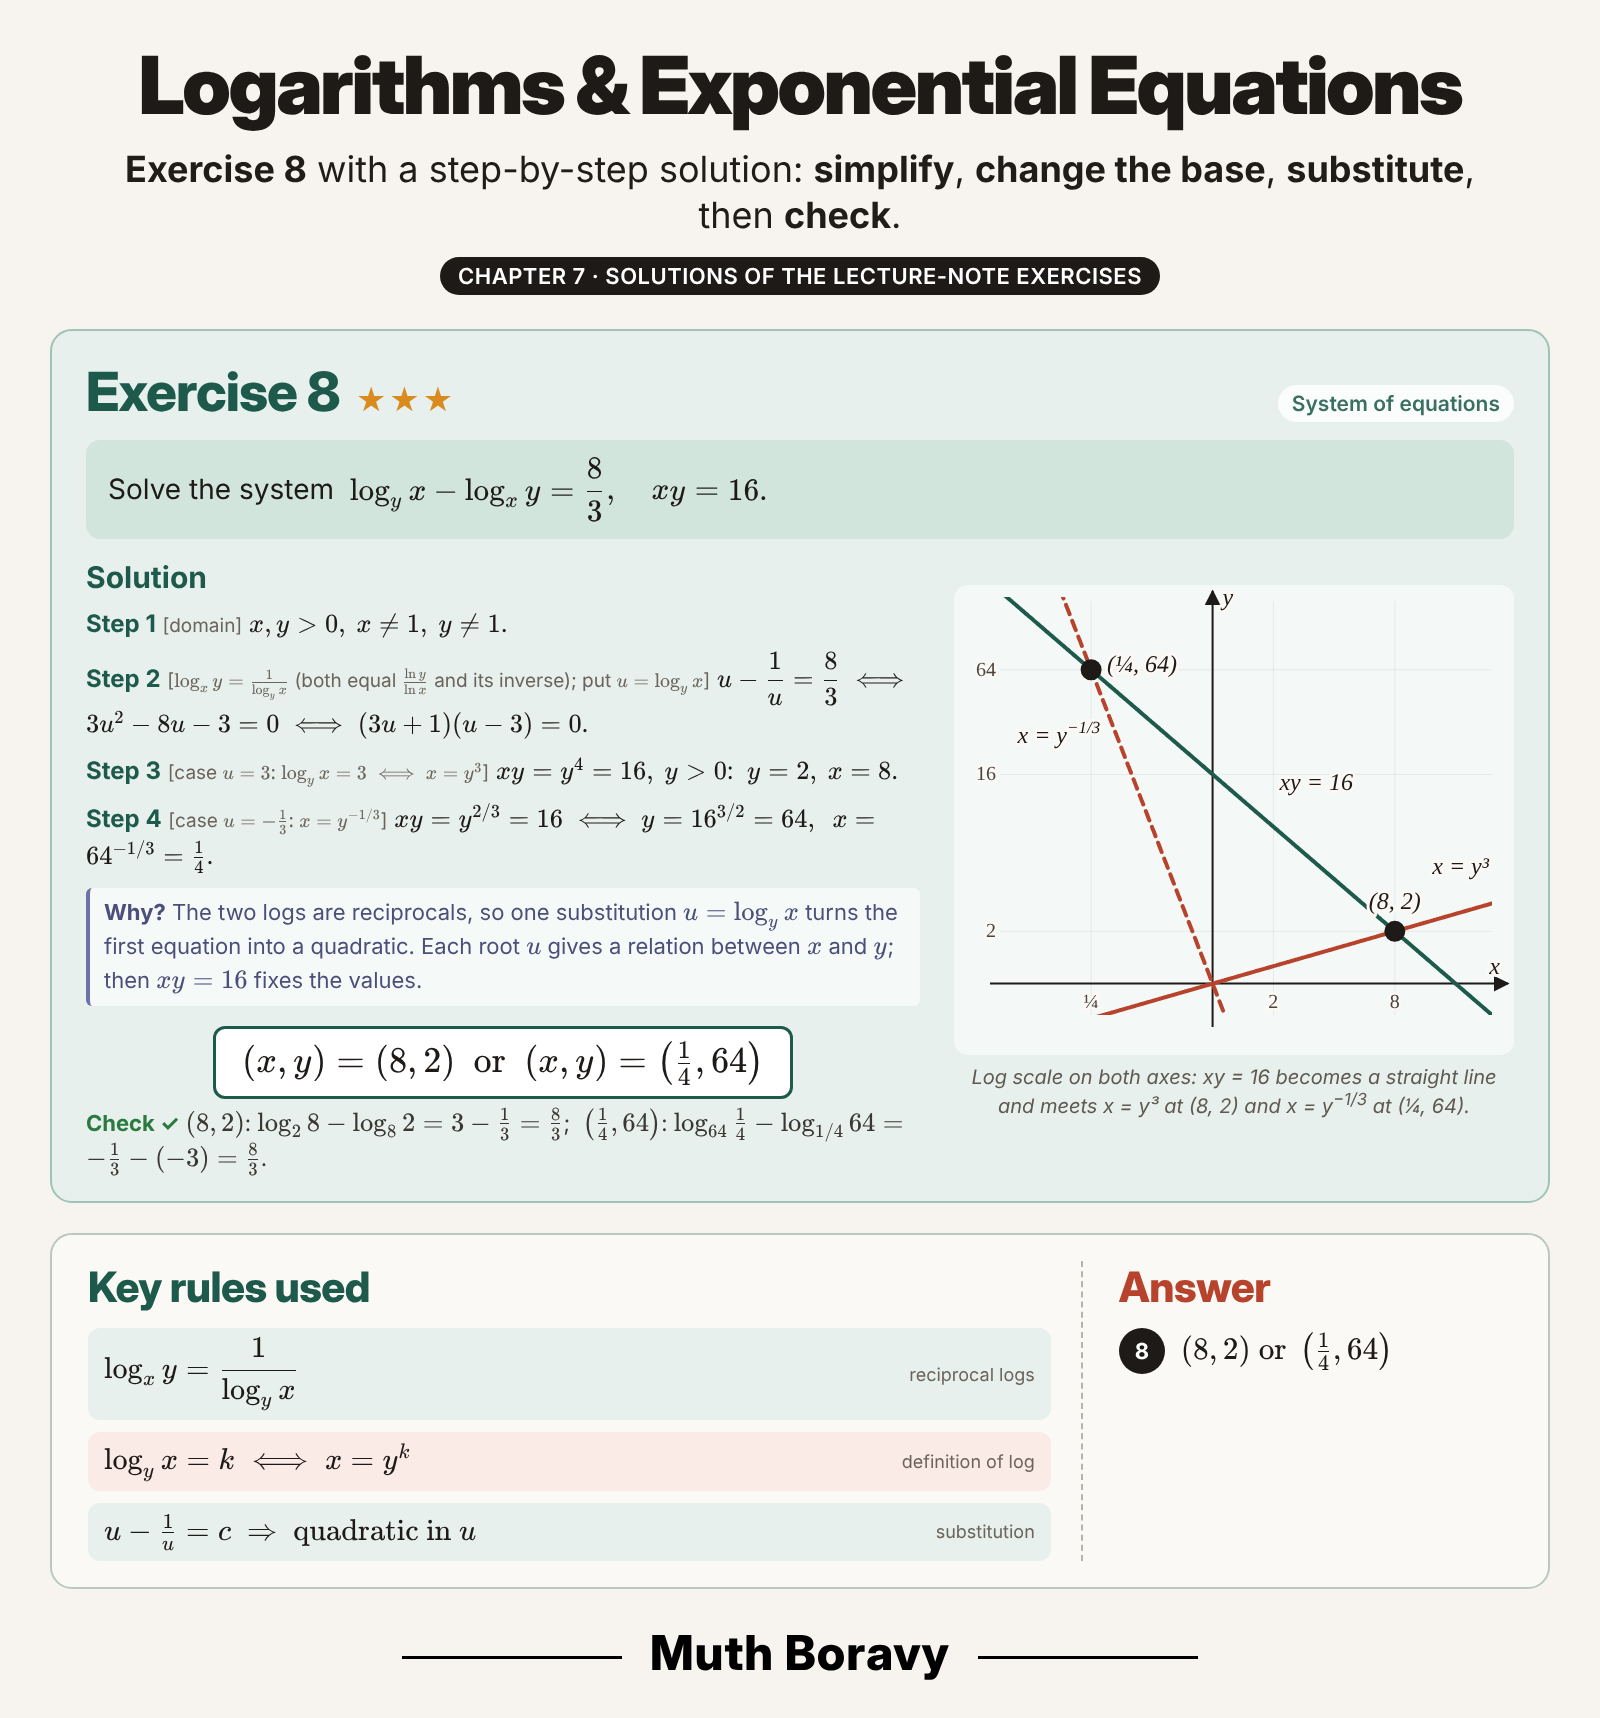 Logarithms & Exponential Equations
Exercise 8 with a step-by-step solution: simplify, change the base, substitute,
then check.
CHAPTER 7 · SOLUTIONS OF THE LECTURE-NOTE EXERCISES
Exercise 8 ★★★
System of equations
Solve the system log_y x − log_x y = 8/3, xy = 16.
Solution
Step 1 [domain] x, y > 0, x ≠ 1, y ≠ 1.
Step 2 [log_x y = 1/(log_y x) (both equal (ln y)/(ln x) and its inverse); put u = log_y x] u − 1/u = 8/3 ⟺
3u² − 8u − 3 = 0 ⟺ (3u + 1)(u − 3) = 0.
Step 3 [case u = 3: log_y x = 3 ⟺ x = y³] xy = y⁴ = 16, y > 0: y = 2, x = 8.
Step 4 [case u = −1/3: x = y^(−1/3)] xy = y^(2/3) = 16 ⟺ y = 16^(3/2) = 64, x =
64^(−1/3) = 1/4.
Why? The two logs are reciprocals, so one substitution u = log_y x turns the
first equation into a quadratic. Each root u gives a relation between x and y;
then xy = 16 fixes the values.
(x, y) = (8, 2) or (x, y) = (1/4, 64)
Check ✓ (8, 2): log_2 8 − log_8 2 = 3 − 1/3 = 8/3; (1/4, 64): log_64 1/4 − log_{1/4} 64 =
−1/3 − (−3) = 8/3.
y
64
(¼, 64)
x = y^(−1/3)
16
xy = 16
x = y³
(8, 2)
2
x
¼
2
8
Log scale on both axes: xy = 16 becomes a straight line
and meets x = y³ at (8, 2) and x = y^(−1/3) at (¼, 64).
Key rules used
log_x y = 1/(log_y x)
reciprocal logs
log_y x = k ⟺ x = y^k
definition of log
u − 1/u = c ⇒ quadratic in u
substitution
Answer
8 (8, 2) or (1/4, 64)
Muth Boravy